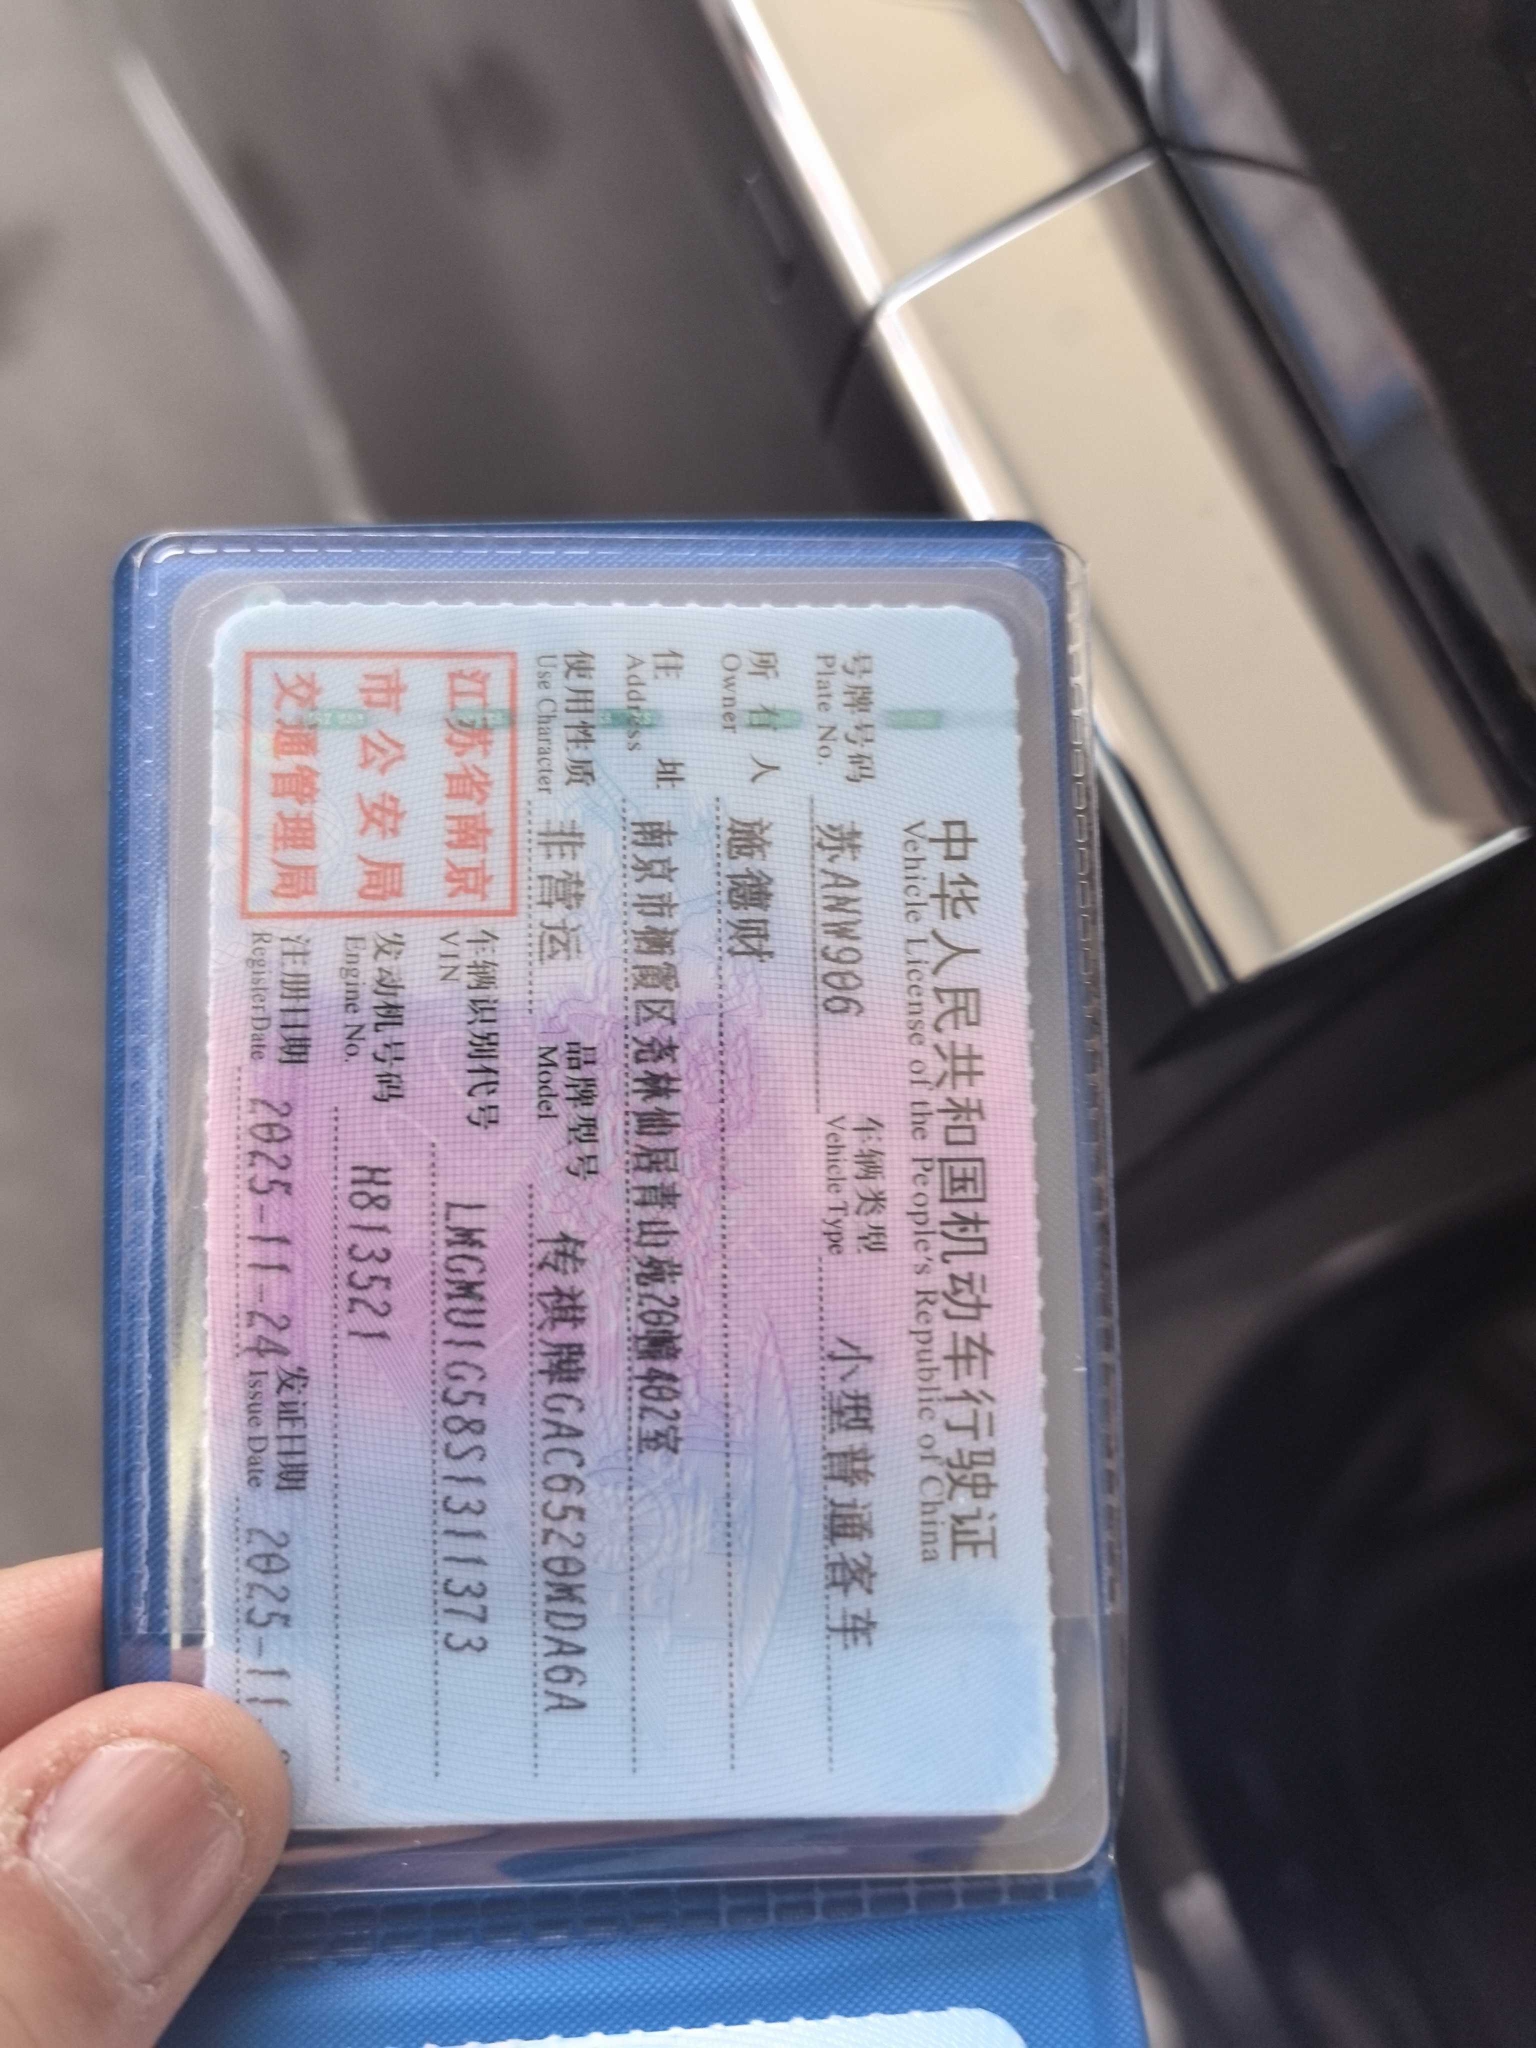 中华人民共和国机动车行驶证
Vehicle License of the People's Republic of China
号牌号码 苏ANW906 车辆类型 小型普通客车
Plate No. Vehicle Type
所有人 施德财
Owner
住址 南京市栖霞区尧林仙居青山苑20幢402室
Address
使用性质 非营运 品牌型号 传祺牌GAC6520MDA6A
Use Character Model
江苏省南京
市公安局
交通管理局
车辆识别代号 LMGMU1G58S1311373
VIN
发动机号码 H813521
Engine No.
注册日期 2025-11-24 发证日期 2025-11
Register Date Issue Date